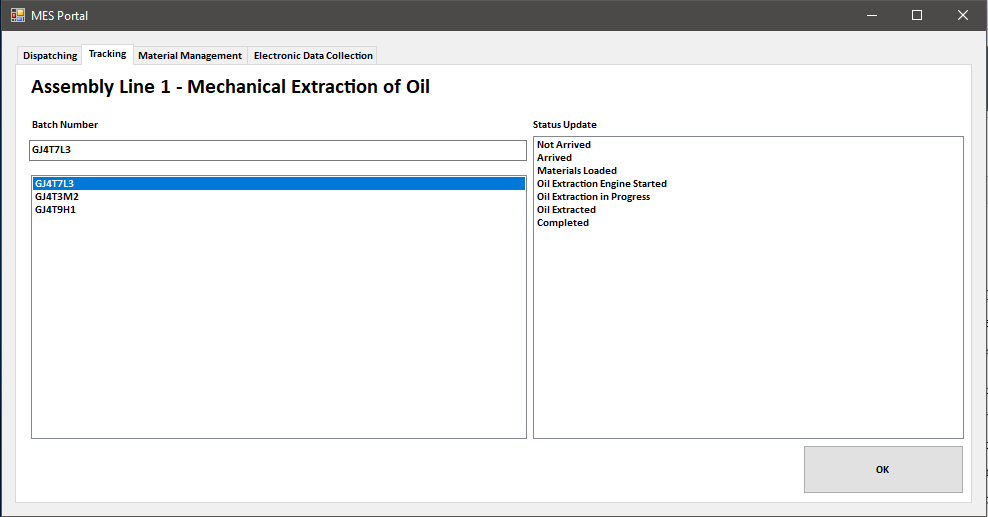 MES Portal
Dispatching Tracking Material Management Electronic Data Collection
Assembly Line 1 - Mechanical Extraction of Oil
Batch Number
GJ4T7L3
GJ4T7L3
GJ4T3M2
GJ4T9H1
Status Update
Not Arrived
Arrived
Materials Loaded
Oil Extraction Engine Started
Oil Extraction in Progress
Oil Extracted
Completed
OK